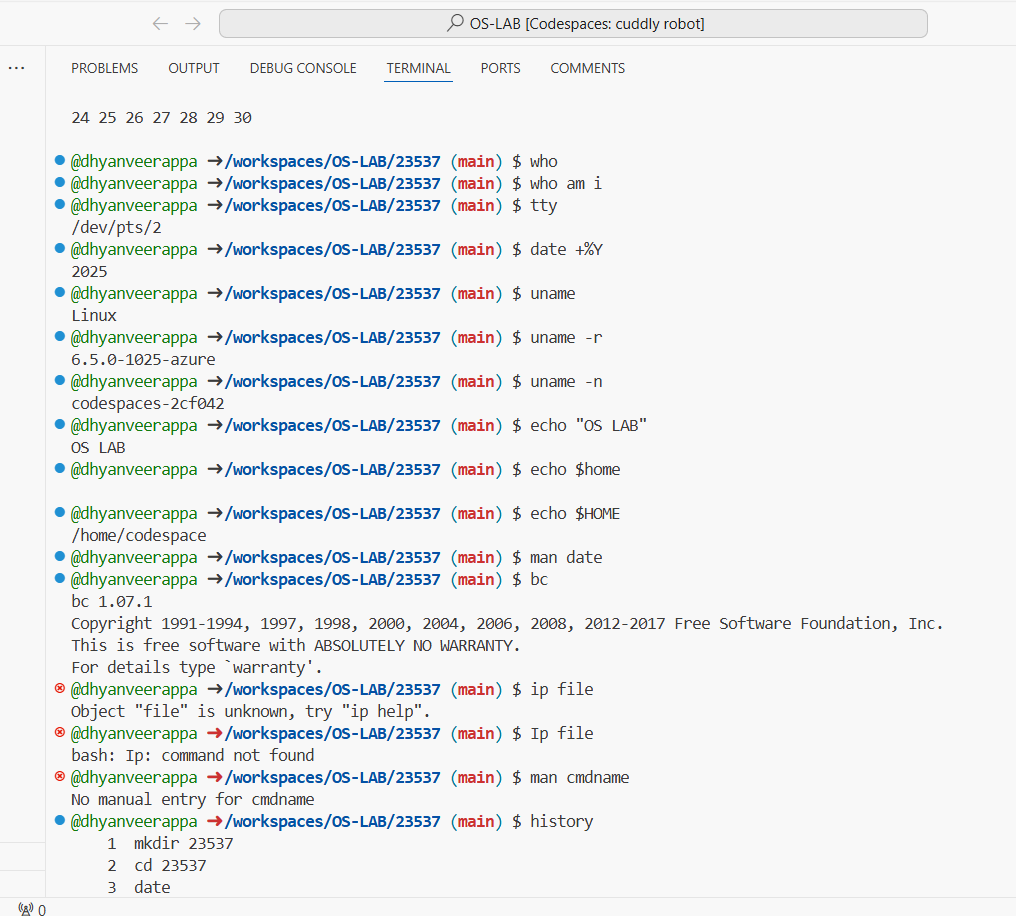 OS-LAB [Codespaces: cuddly robot]
PROBLEMS OUTPUT DEBUG CONSOLE TERMINAL PORTS COMMENTS
24 25 26 27 28 29 30
@dhyanveerappa →/workspaces/OS-LAB/23537 (main) $ who
@dhyanveerappa →/workspaces/OS-LAB/23537 (main) $ who am i
@dhyanveerappa →/workspaces/OS-LAB/23537 (main) $ tty
/dev/pts/2
@dhyanveerappa →/workspaces/OS-LAB/23537 (main) $ date +%Y
2025
@dhyanveerappa →/workspaces/OS-LAB/23537 (main) $ uname
Linux
@dhyanveerappa →/workspaces/OS-LAB/23537 (main) $ uname -r
6.5.0-1025-azure
@dhyanveerappa →/workspaces/OS-LAB/23537 (main) $ uname -n
codespaces-2cf042
@dhyanveerappa →/workspaces/OS-LAB/23537 (main) $ echo "OS LAB"
OS LAB
@dhyanveerappa →/workspaces/OS-LAB/23537 (main) $ echo $home
@dhyanveerappa →/workspaces/OS-LAB/23537 (main) $ echo $HOME
/home/codespace
@dhyanveerappa →/workspaces/OS-LAB/23537 (main) $ man date
@dhyanveerappa →/workspaces/OS-LAB/23537 (main) $ bc
bc 1.07.1
Copyright 1991-1994, 1997, 1998, 2000, 2004, 2006, 2008, 2012-2017 Free Software Foundation, Inc.
This is free software with ABSOLUTELY NO WARRANTY.
For details type `warranty'.
@dhyanveerappa →/workspaces/OS-LAB/23537 (main) $ ip file
Object "file" is unknown, try "ip help".
@dhyanveerappa →/workspaces/OS-LAB/23537 (main) $ Ip file
bash: Ip: command not found
@dhyanveerappa →/workspaces/OS-LAB/23537 (main) $ man cmdname
No manual entry for cmdname
@dhyanveerappa →/workspaces/OS-LAB/23537 (main) $ history
1 mkdir 23537
2 cd 23537
3 date
0